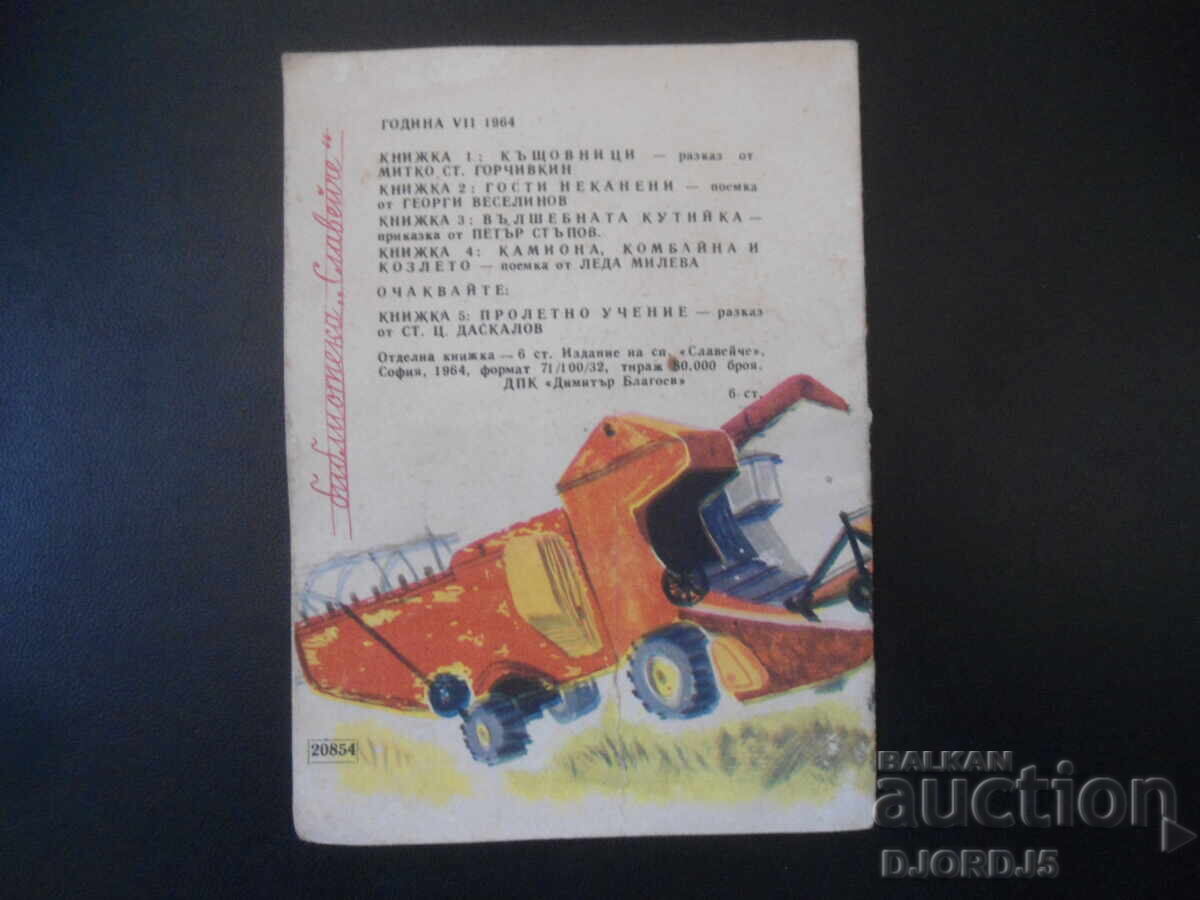 библиотека „Славейче“
ГОДИНА VII 1964
КНИЖКА 1: КЪЩОВНИЦИ — разказ от
МИТКО СТ. ГОРЧИВКИН
КНИЖКА 2: ГОСТИ НЕКАНЕНИ — поемка
от ГЕОРГИ ВЕСЕЛИНОВ
КНИЖКА 3: ВЪЛШЕБНАТА КУТИЙКА —
приказка от ПЕТЪР СТЪПОВ.
КНИЖКА 4: КАМИОНА, КОМБАЙНА И
КОЗЛЕТО — поемка от ЛЕДА МИЛЕВА
ОЧАКВАЙТЕ:
КНИЖКА 5: ПРОЛЕТНО УЧЕНИЕ — разказ
от СТ. Ц. ДАСКАЛОВ
Отделна книжка — 6 ст. Издание на сп. «Славейче»,
София, 1964, формат 71/100/32, тираж 80.000 броя.
ДПК «Димитър Благоев»
6 ст.
20854
BALKAN
auction
DJORDJ5